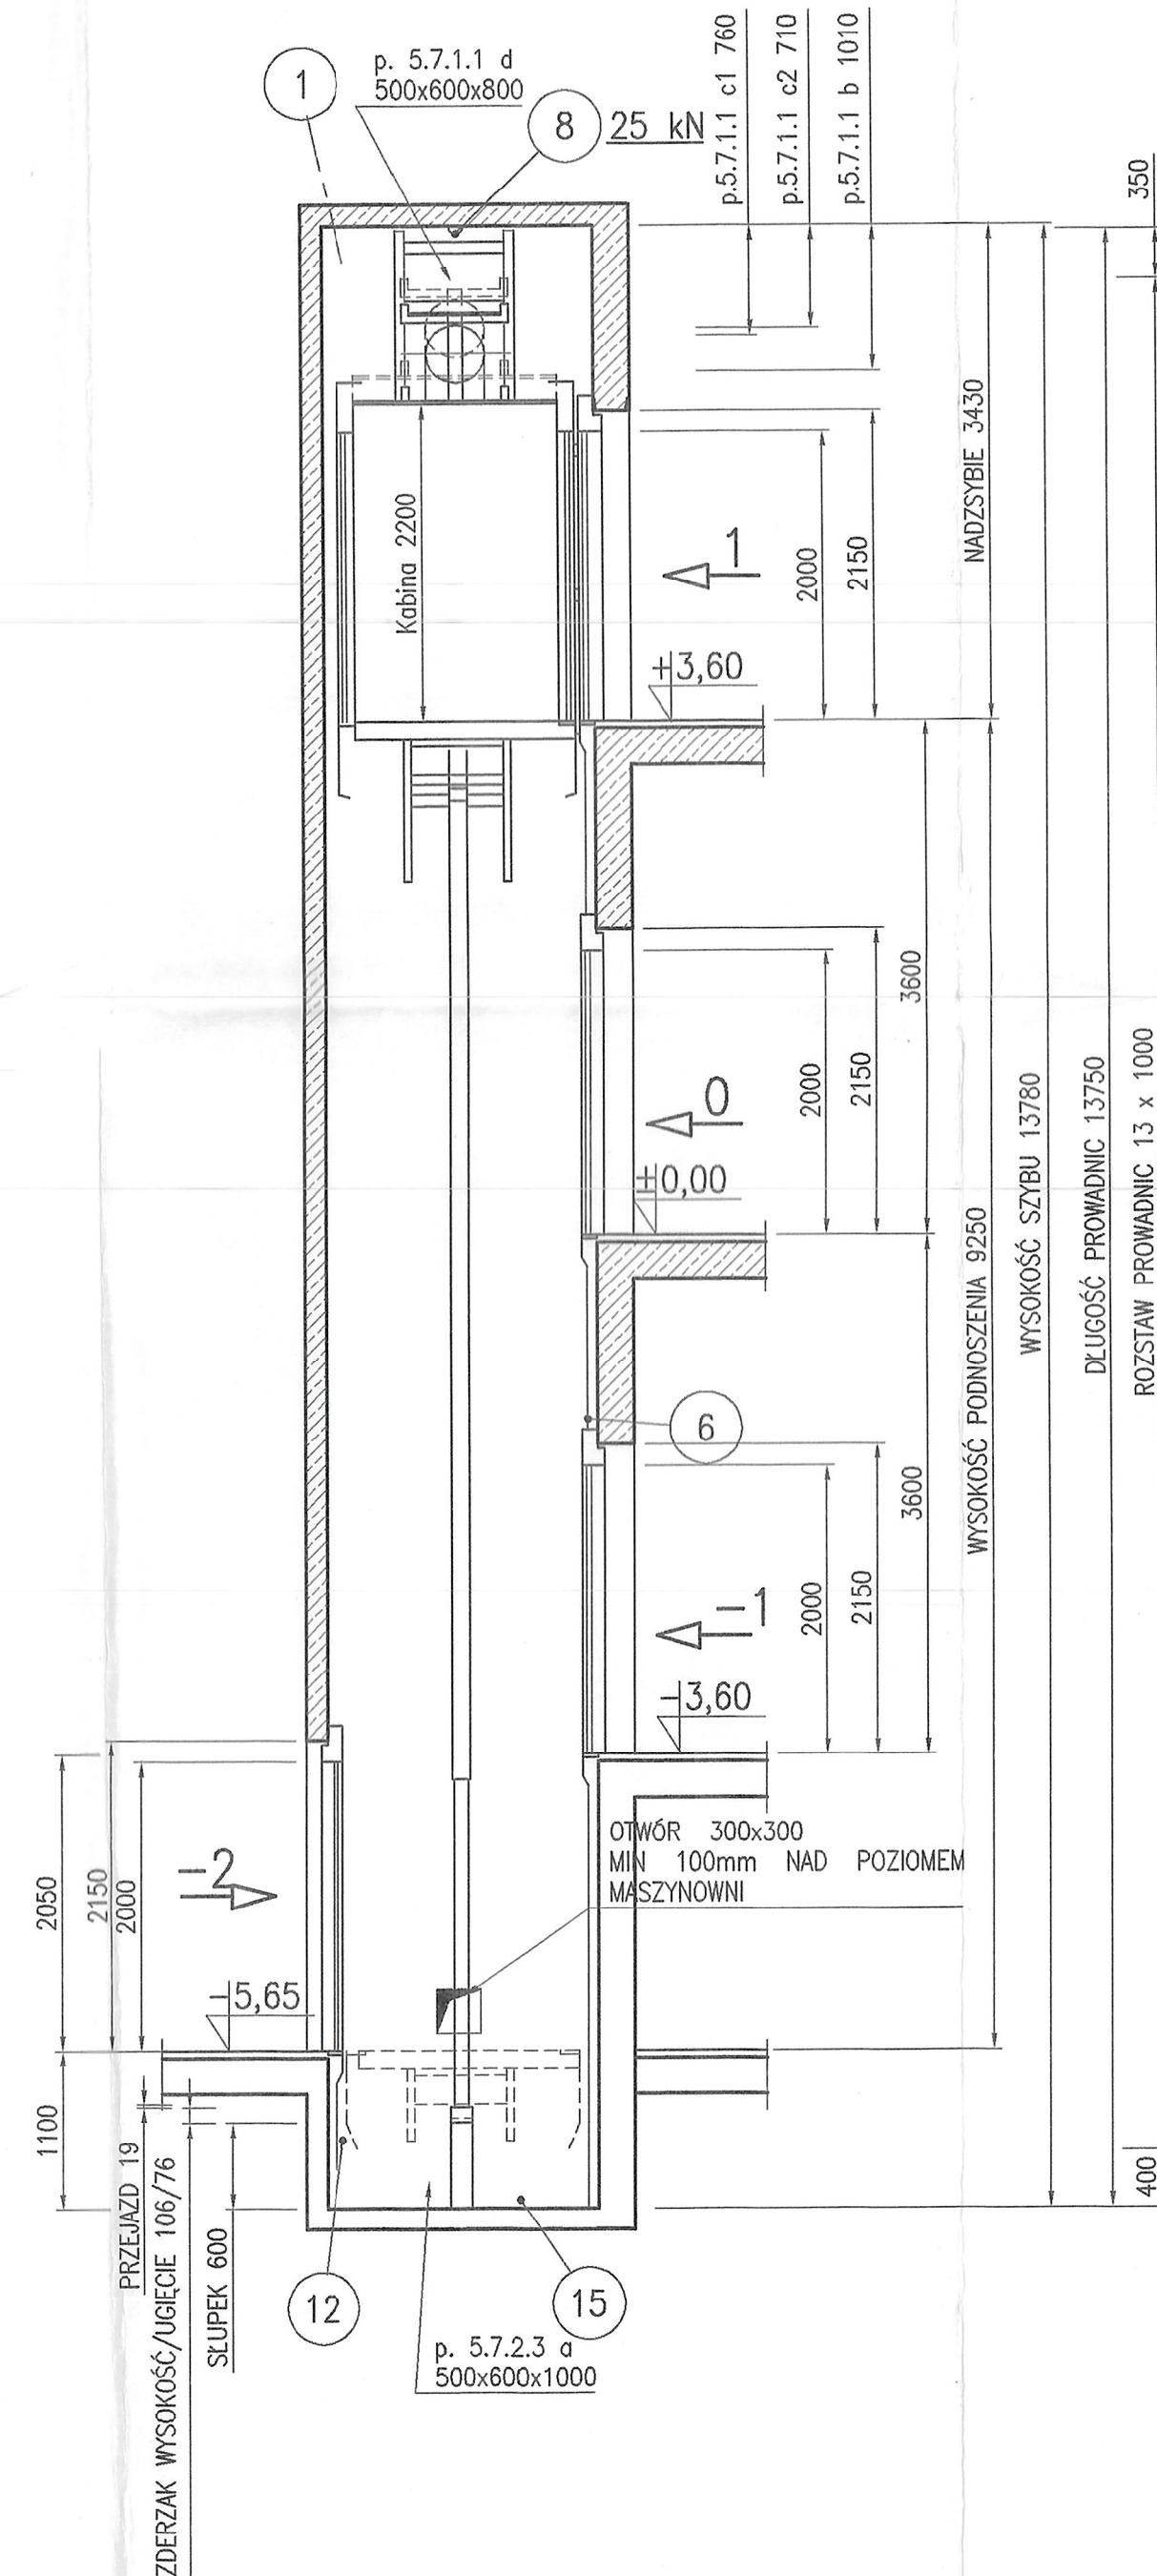 1
p. 5.7.1.1 d
500x600x800
8
25 kN
p.5.7.1.1 c1 760
p.5.7.1.1 c2 710
p.5.7.1.1 b 1010
350
Kabina 2200
1
2000
2150
NADZSYBIE 3430
+3,60
0
2000
2150
3600
±0,00
6
-1
2000
2150
3600
-3,60
WYSOKOŚĆ PODNOSZENIA 9250
WYSOKOŚĆ SZYBU 13780
DŁUGOŚĆ PROWADNIC 13750
ROZSTAW PROWADNIC 13 x 1000
OTWÓR 300x300
MIN 100mm NAD POZIOMEM
MASZYNOWNI
-2
2050
2150
2000
-5,65
1100
PRZEJAZD 19
ZDERZAK WYSOKOŚĆ/UGIĘCIE 106/76
SŁUPEK 600
12
15
p. 5.7.2.3 a
500x600x1000
400